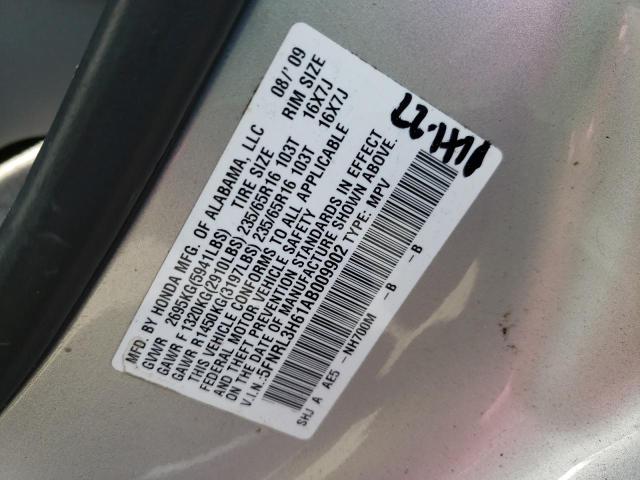 MFD. BY HONDA MFG. OF ALABAMA, LLC 08/'09
GVWR 2695KG(5941LBS) TIRE SIZE RIM SIZE
GAWR F 1320KG(2910LBS) 235/65R16 103T 16X7J
GAWR R1450KG(3197LBS) 235/65R16 103T 16X7J
THIS VEHICLE CONFORMS TO ALL APPLICABLE
FEDERAL MOTOR VEHICLE SAFETY
AND THEFT PREVENTION STANDARDS IN EFFECT
ON THE DATE OF MANUFACTURE SHOWN ABOVE.
V.I.N.:5FNRL3H61AB009902 TYPE: MPV
SHJ A AE5 -NH700M -B -B